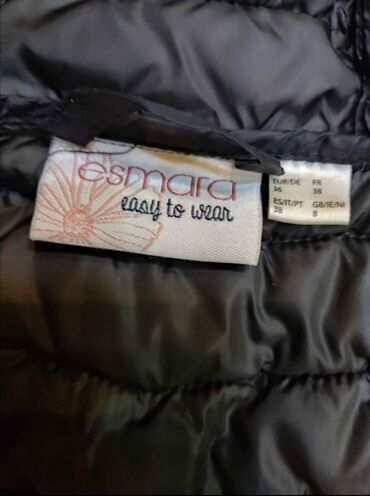 esmara
easy to wear
EUR/DE FR
36 38
ES/IT/PT GB/IE/NI
38 8